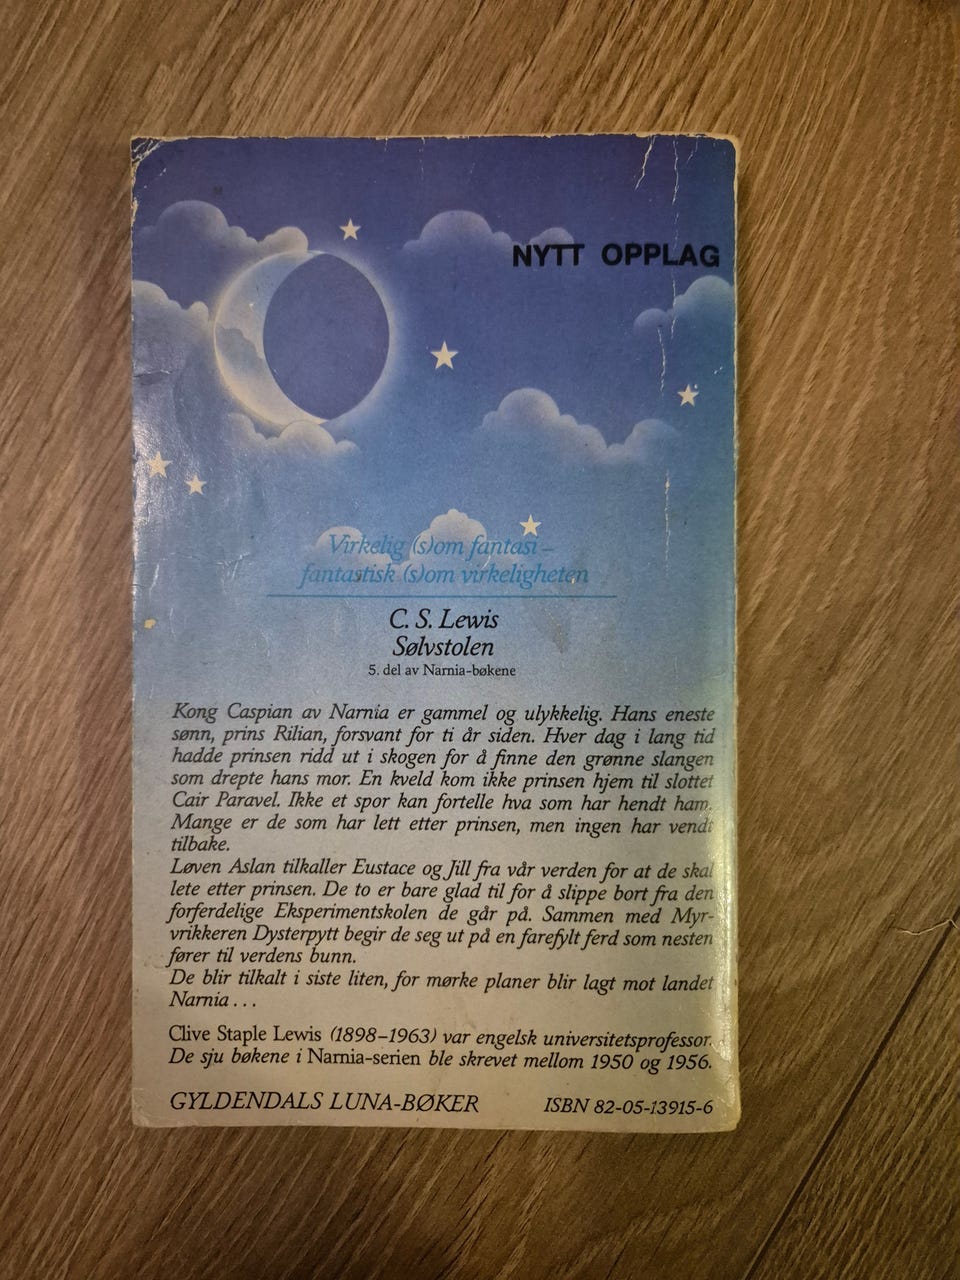 NYTT OPPLAG
Virkelig (s)om fantasi –
fantastisk (s)om virkeligheten
C. S. Lewis
Sølvstolen
5. del av Narnia-bøkene
Kong Caspian av Narnia er gammel og ulykkelig. Hans eneste
sønn, prins Rilian, forsvant for ti år siden. Hver dag i lang tid
hadde prinsen ridd ut i skogen for å finne den grønne slangen
som drepte hans mor. En kveld kom ikke prinsen hjem til slottet
Cair Paravel. Ikke et spor kan fortelle hva som har hendt ham.
Mange er de som har lett etter prinsen, men ingen har vendt
tilbake.
Løven Aslan tilkaller Eustace og Jill fra vår verden for at de skal
lete etter prinsen. De to er bare glad til for å slippe bort fra den
forferdelige Eksperimentskolen de går på. Sammen med Myr-
vrikkeren Dysterpytt begir de seg ut på en farefylt ferd som nesten
fører til verdens bunn.
De blir tilkalt i siste liten, for mørke planer blir lagt mot landet
Narnia . . .
Clive Staple Lewis (1898–1963) var engelsk universitetsprofessor.
De sju bøkene i Narnia-serien ble skrevet mellom 1950 og 1956.
GYLDENDALS LUNA-BØKER
ISBN 82-05-13915-6